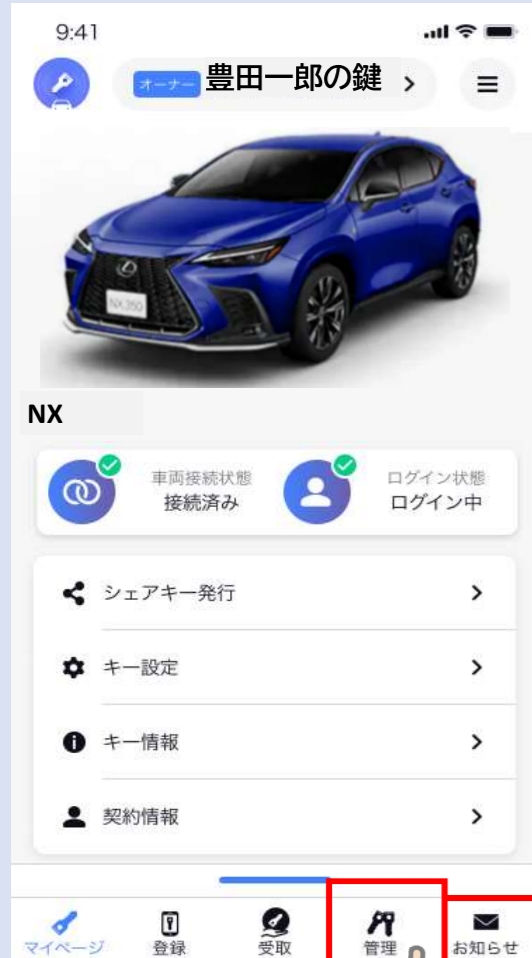 9:41
オーナー 豊田一郎の鍵
NX350
NX
車両接続状態
接続済み
ログイン状態
ログイン中
シェアキー発行
キー設定
キー情報
契約情報
マイページ 登録 受取 管理 お知らせ